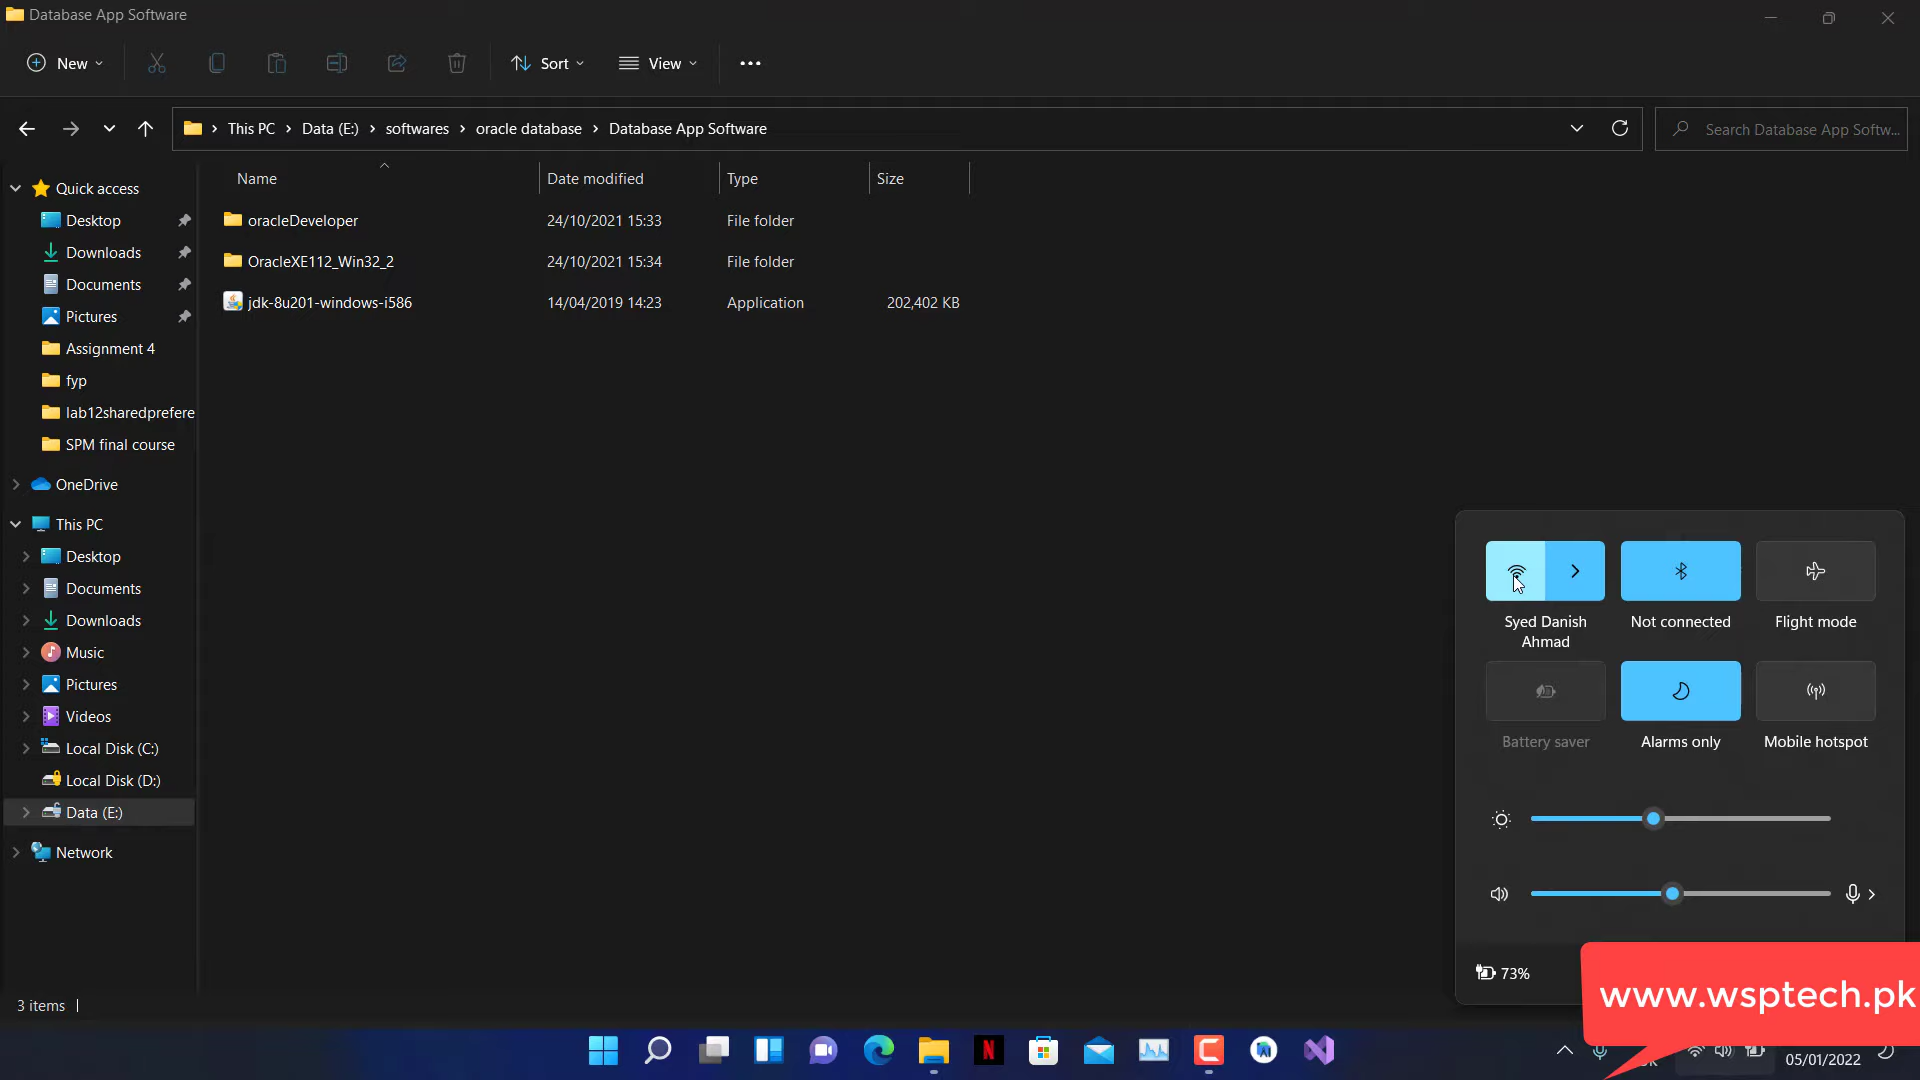 Database App Software
New
Sort
View
This PC
Data (E:)
softwares
oracle database
Database App Software
Search Database App Softw...
Name
Date modified
Type
Size
oracleDeveloper
24/10/2021 15:33
File folder
OracleXE112_Win32_2
24/10/2021 15:34
File folder
jdk-8u201-windows-i586
14/04/2019 14:23
Application
202,402 KB
Quick access
Desktop
Downloads
Documents
Pictures
Assignment 4
fyp
lab12sharedprefere
SPM final course
OneDrive
This PC
Desktop
Documents
Downloads
Music
Pictures
Videos
Local Disk (C:)
Local Disk (D:)
Data (E:)
Network
Syed Danish
Ahmad
Not connected
Flight mode
Battery saver
Alarms only
Mobile hotspot
73%
www.wsptech.pk
3 items
05/01/2022